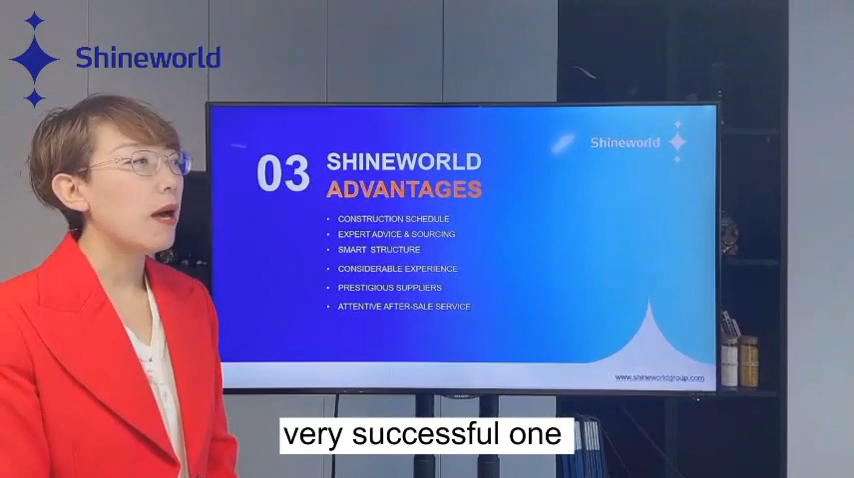 Shineworld
Shineworld
03
SHINEWORLD
ADVANTAGES
• CONSTRUCTION SCHEDULE
• EXPERT ADVICE & SOURCING
• SMART STRUCTURE
• CONSIDERABLE EXPERIENCE
• PRESTIGIOUS SUPPLIERS
• ATTENTIVE AFTER-SALE SERVICE
www.shineworldgroup.com
very successful one